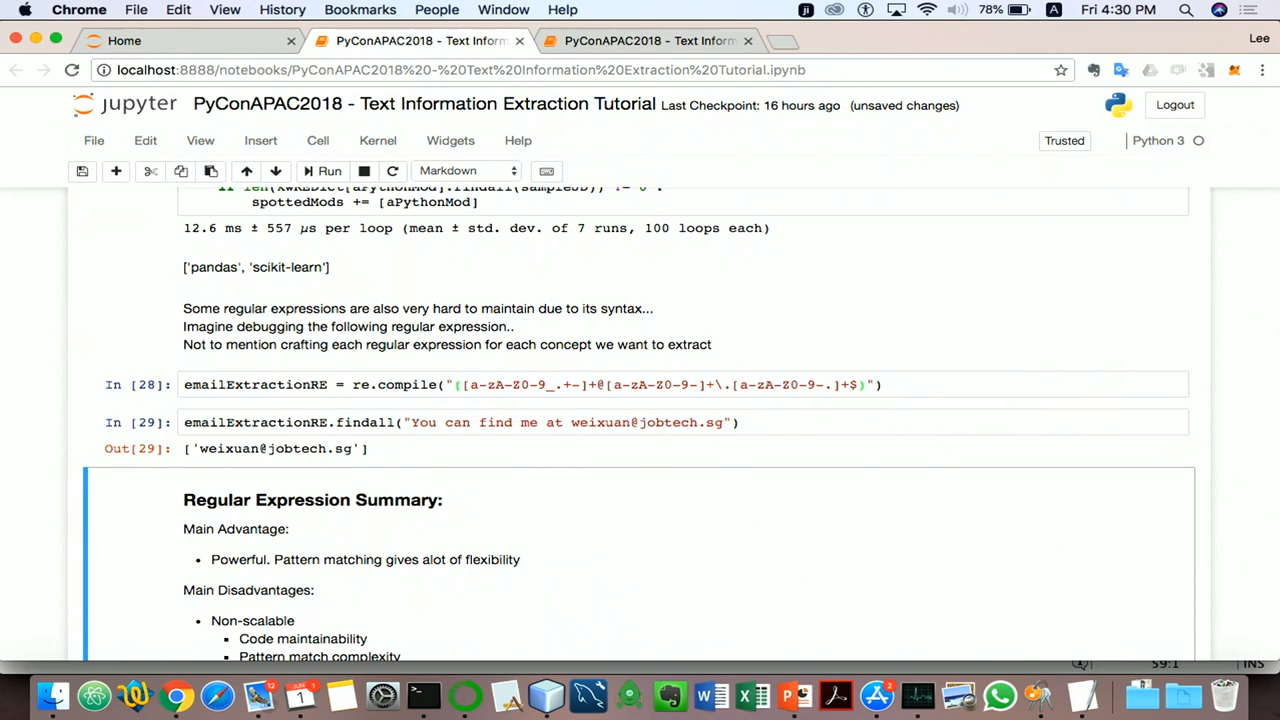 Chrome File Edit View History Bookmarks People Window Help 78% A Fri 4:30 PM
Home PyConAPAC2018 - Text Inform PyConAPAC2018 - Text Inform Lee
localhost:8888/notebooks/PyConAPAC2018%20-%20Text%20Information%20Extraction%20Tutorial.ipynb
jupyter PyConAPAC2018 - Text Information Extraction Tutorial Last Checkpoint: 16 hours ago (unsaved changes) Logout
File Edit View Insert Cell Kernel Widgets Help Trusted Python 3
Run Markdown
spottedMods += [aPythonMod]
12.6 ms ± 557 µs per loop (mean ± std. dev. of 7 runs, 100 loops each)
['pandas', 'scikit-learn']
Some regular expressions are also very hard to maintain due to its syntax...
Imagine debugging the following regular expression..
Not to mention crafting each regular expression for each concept we want to extract
In [28]: emailExtractionRE = re.compile("([a-zA-Z0-9_.+-]+@[a-zA-Z0-9-]+\.[a-zA-Z0-9-.]+$)")
In [29]: emailExtractionRE.findall("You can find me at weixuan@jobtech.sg")
Out[29]: ['weixuan@jobtech.sg']
Regular Expression Summary:
Main Advantage:
• Powerful. Pattern matching gives alot of flexibility
Main Disadvantages:
• Non-scalable
▪ Code maintainability
▪ Pattern match complexity
59:1 INS